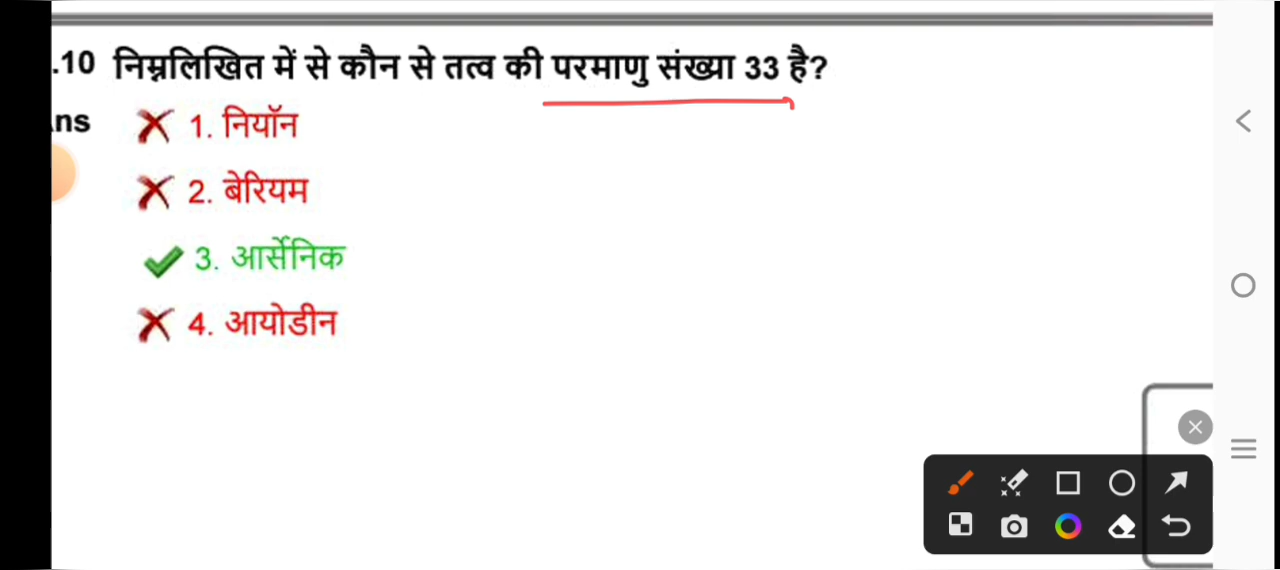 .10 निम्नलिखित में से कौन से तत्व की परमाणु संख्या 33 है?
ns 1. नियॉन
2. बेरियम
3. आर्सेनिक
4. आयोडीन